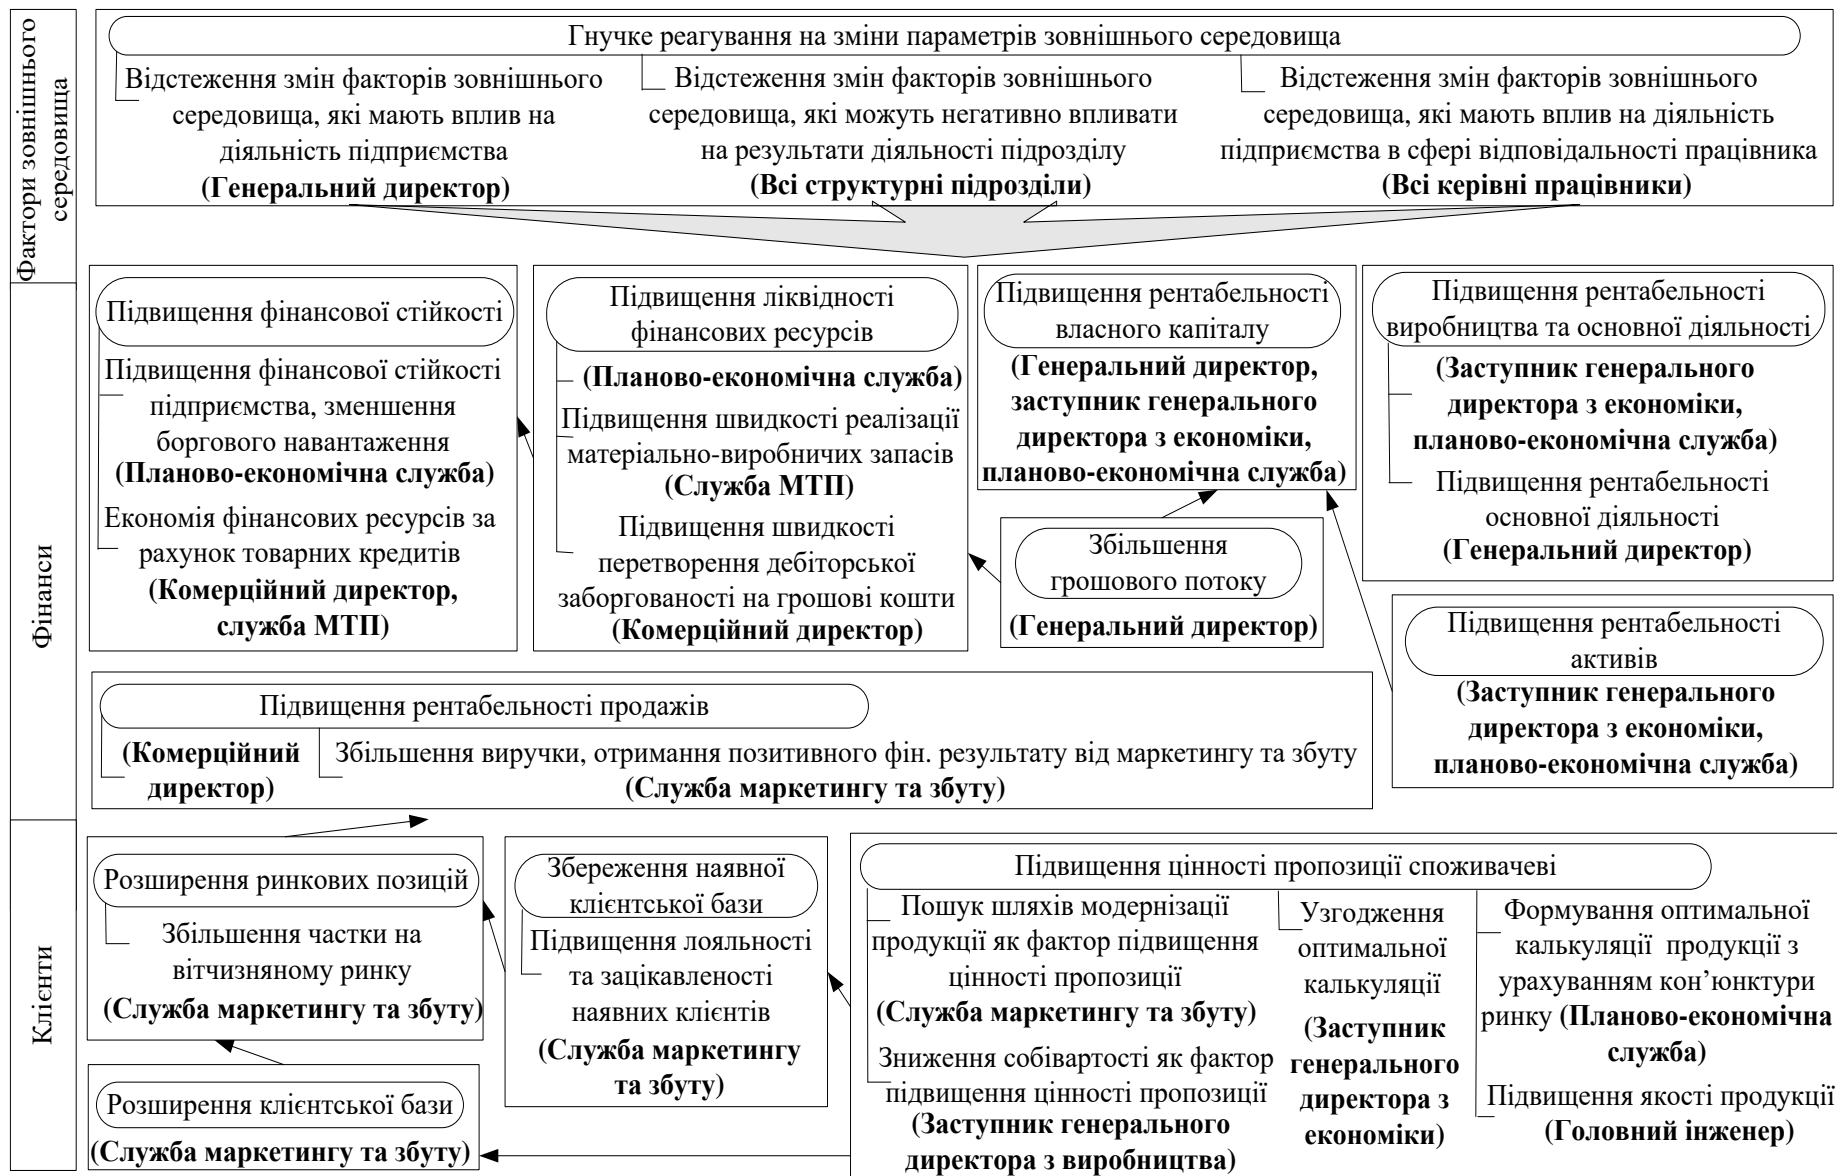 Фактори зовнішнього
середовища
Гнучке реагування на зміни параметрів зовнішнього середовища
Відстеження змін факторів зовнішнього
середовища, які мають вплив на
діяльність підприємства
(Генеральний директор)
Відстеження змін факторів зовнішнього
середовища, які можуть негативно впливати
на результати діяльності підрозділу
(Всі структурні підрозділи)
Відстеження змін факторів зовнішнього
середовища, які мають вплив на діяльність
підприємства в сфері відповідальності працівника
(Всі керівні працівники)
Фінанси
Підвищення фінансової стійкості
Підвищення фінансової стійкості
підприємства, зменшення
боргового навантаження
(Планово-економічна служба)
Економія фінансових ресурсів за
рахунок товарних кредитів
(Комерційний директор,
служба МТП)
Підвищення ліквідності
фінансових ресурсів
(Планово-економічна служба)
Підвищення швидкості реалізації
матеріально-виробничих запасів
(Служба МТП)
Підвищення швидкості
перетворення дебіторської
заборгованості на грошові кошти
(Комерційний директор)
Підвищення рентабельності
власного капіталу
(Генеральний директор,
заступник генерального
директора з економіки,
планово-економічна служба)
Збільшення
грошового потоку
(Генеральний директор)
Підвищення рентабельності
виробництва та основної діяльності
(Заступник генерального
директора з економіки,
планово-економічна служба)
Підвищення рентабельності
основної діяльності
(Генеральний директор)
Підвищення рентабельності
активів
(Заступник генерального
директора з економіки,
планово-економічна служба)
Підвищення рентабельності продажів
(Комерційний
директор)
Збільшення виручки, отримання позитивного фін. результату від маркетингу та збуту
(Служба маркетингу та збуту)
Клієнти
Розширення ринкових позицій
Збільшення частки на
вітчизняному ринку
(Служба маркетингу та збуту)
Розширення клієнтської бази
(Служба маркетингу та збуту)
Збереження наявної
клієнтської бази
Підвищення лояльності
та зацікавленості
наявних клієнтів
(Служба маркетингу
та збуту)
Підвищення цінності пропозиції споживачеві
Пошук шляхів модернізації
продукції як фактор підвищення
цінності пропозиції
(Служба маркетингу та збуту)
Зниження собівартості як фактор
підвищення цінності пропозиції
(Заступник генерального
директора з виробництва)
Узгодження
оптимальної
калькуляції
(Заступник
генерального
директора з
економіки)
Формування оптимальної
калькуляції продукції з
урахуванням кон’юнктури
ринку (Планово-економічна
служба)
Підвищення якості продукції
(Головний інженер)